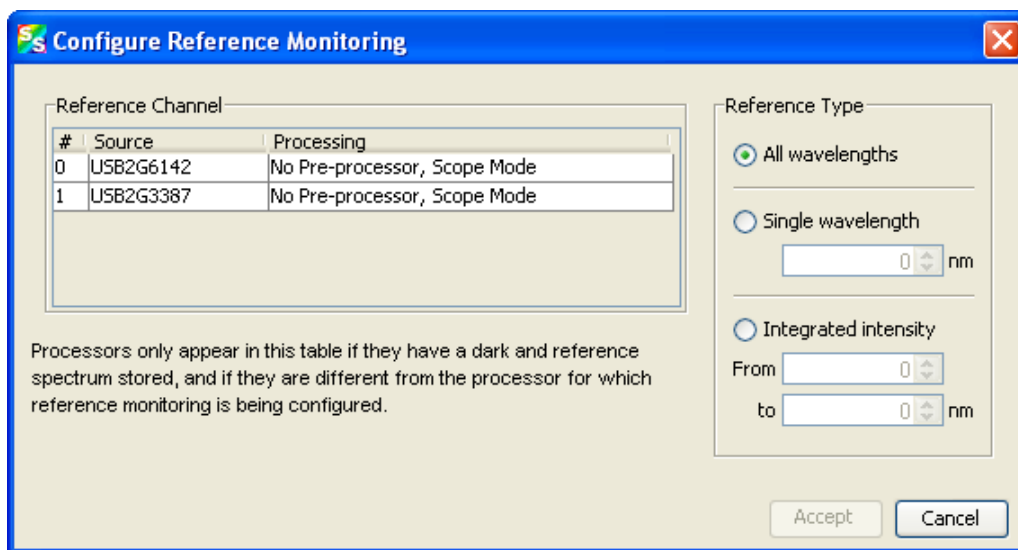 SS Configure Reference Monitoring
Reference Channel
# Source Processing
0 USB2G6142 No Pre-processor, Scope Mode
1 USB2G3387 No Pre-processor, Scope Mode
Processors only appear in this table if they have a dark and reference
spectrum stored, and if they are different from the processor for which
reference monitoring is being configured.
Reference Type
All wavelengths
Single wavelength
0 nm
Integrated intensity
From 0
to 0 nm
Accept Cancel